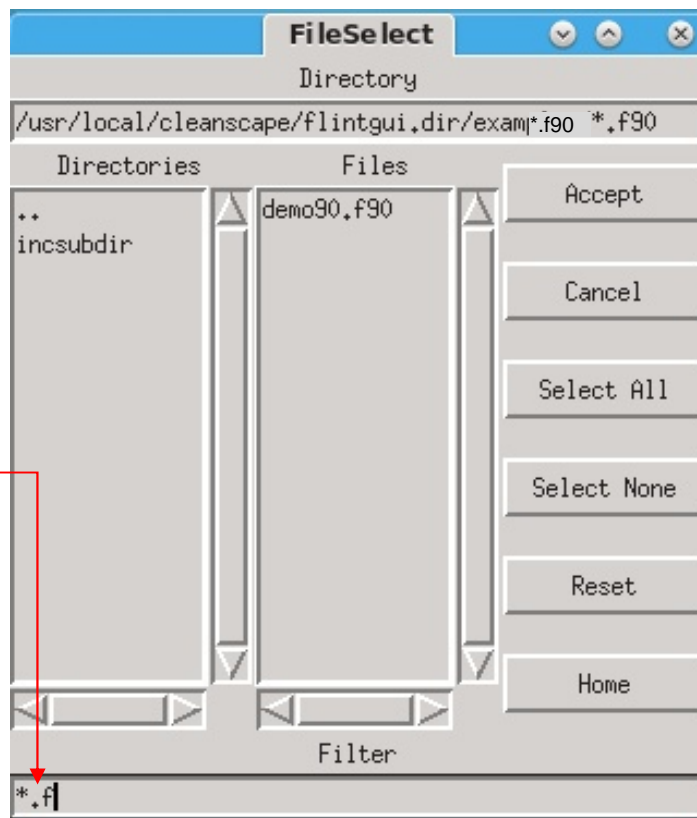 FileSelect
Directory
/usr/local/cleanscape/flintgui.dir/exam *.f90 *.f90
Directories
Files
..
incsubdir
demo90.f90
Accept
Cancel
Select All
Select None
Reset
Home
Filter
*.f